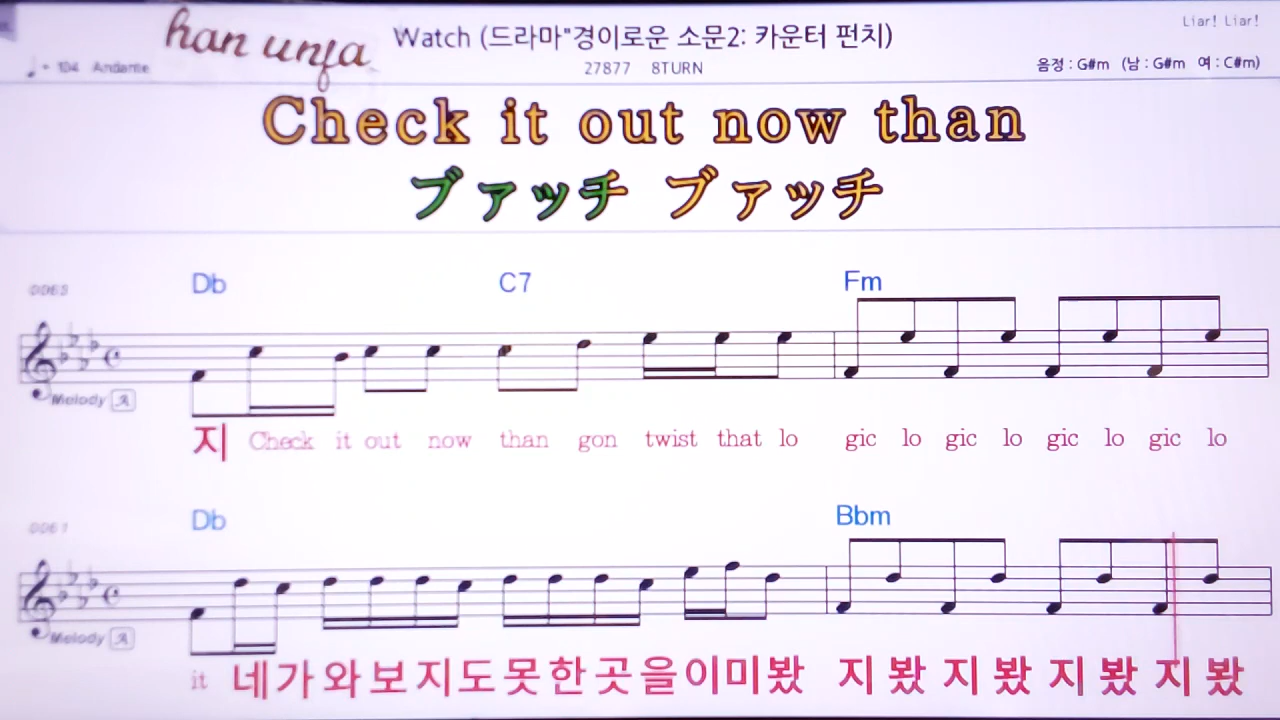 han unja
Watch (드라마"경이로운 소문2: 카운터 펀치)
Liar! Liar!
♩= 104 Andante
27877 8TURN
음정 : G#m (남 : G#m 여 : C#m)
Check it out now than
ブァッチ ブァッチ
Db C7 Fm
Melody A
지 Check it out now than gon twist that lo gic lo gic lo gic lo gic lo
Db Bbm
Melody A
it 네가와보지도못한곳을이미봤 지봤지봤지봤지봤